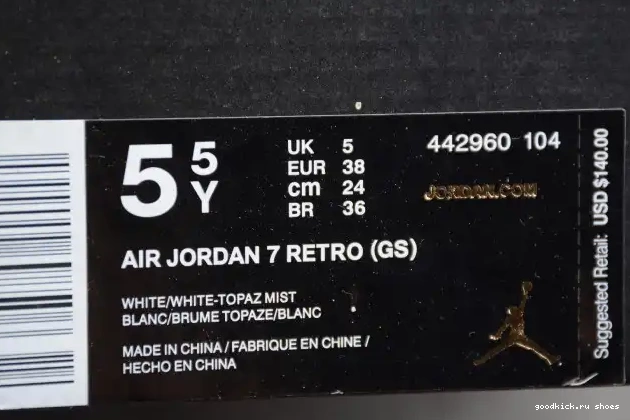 5 5 Y
UK 5
EUR 38
cm 24
BR 36
442960 104
JORDAN.COM
Suggested Retail: USD $140.00
AIR JORDAN 7 RETRO (GS)
WHITE/WHITE-TOPAZ MIST
BLANC/BRUME TOPAZE/BLANC
MADE IN CHINA / FABRIQUE EN CHINE /
HECHO EN CHINA
goodkick.ru shoes